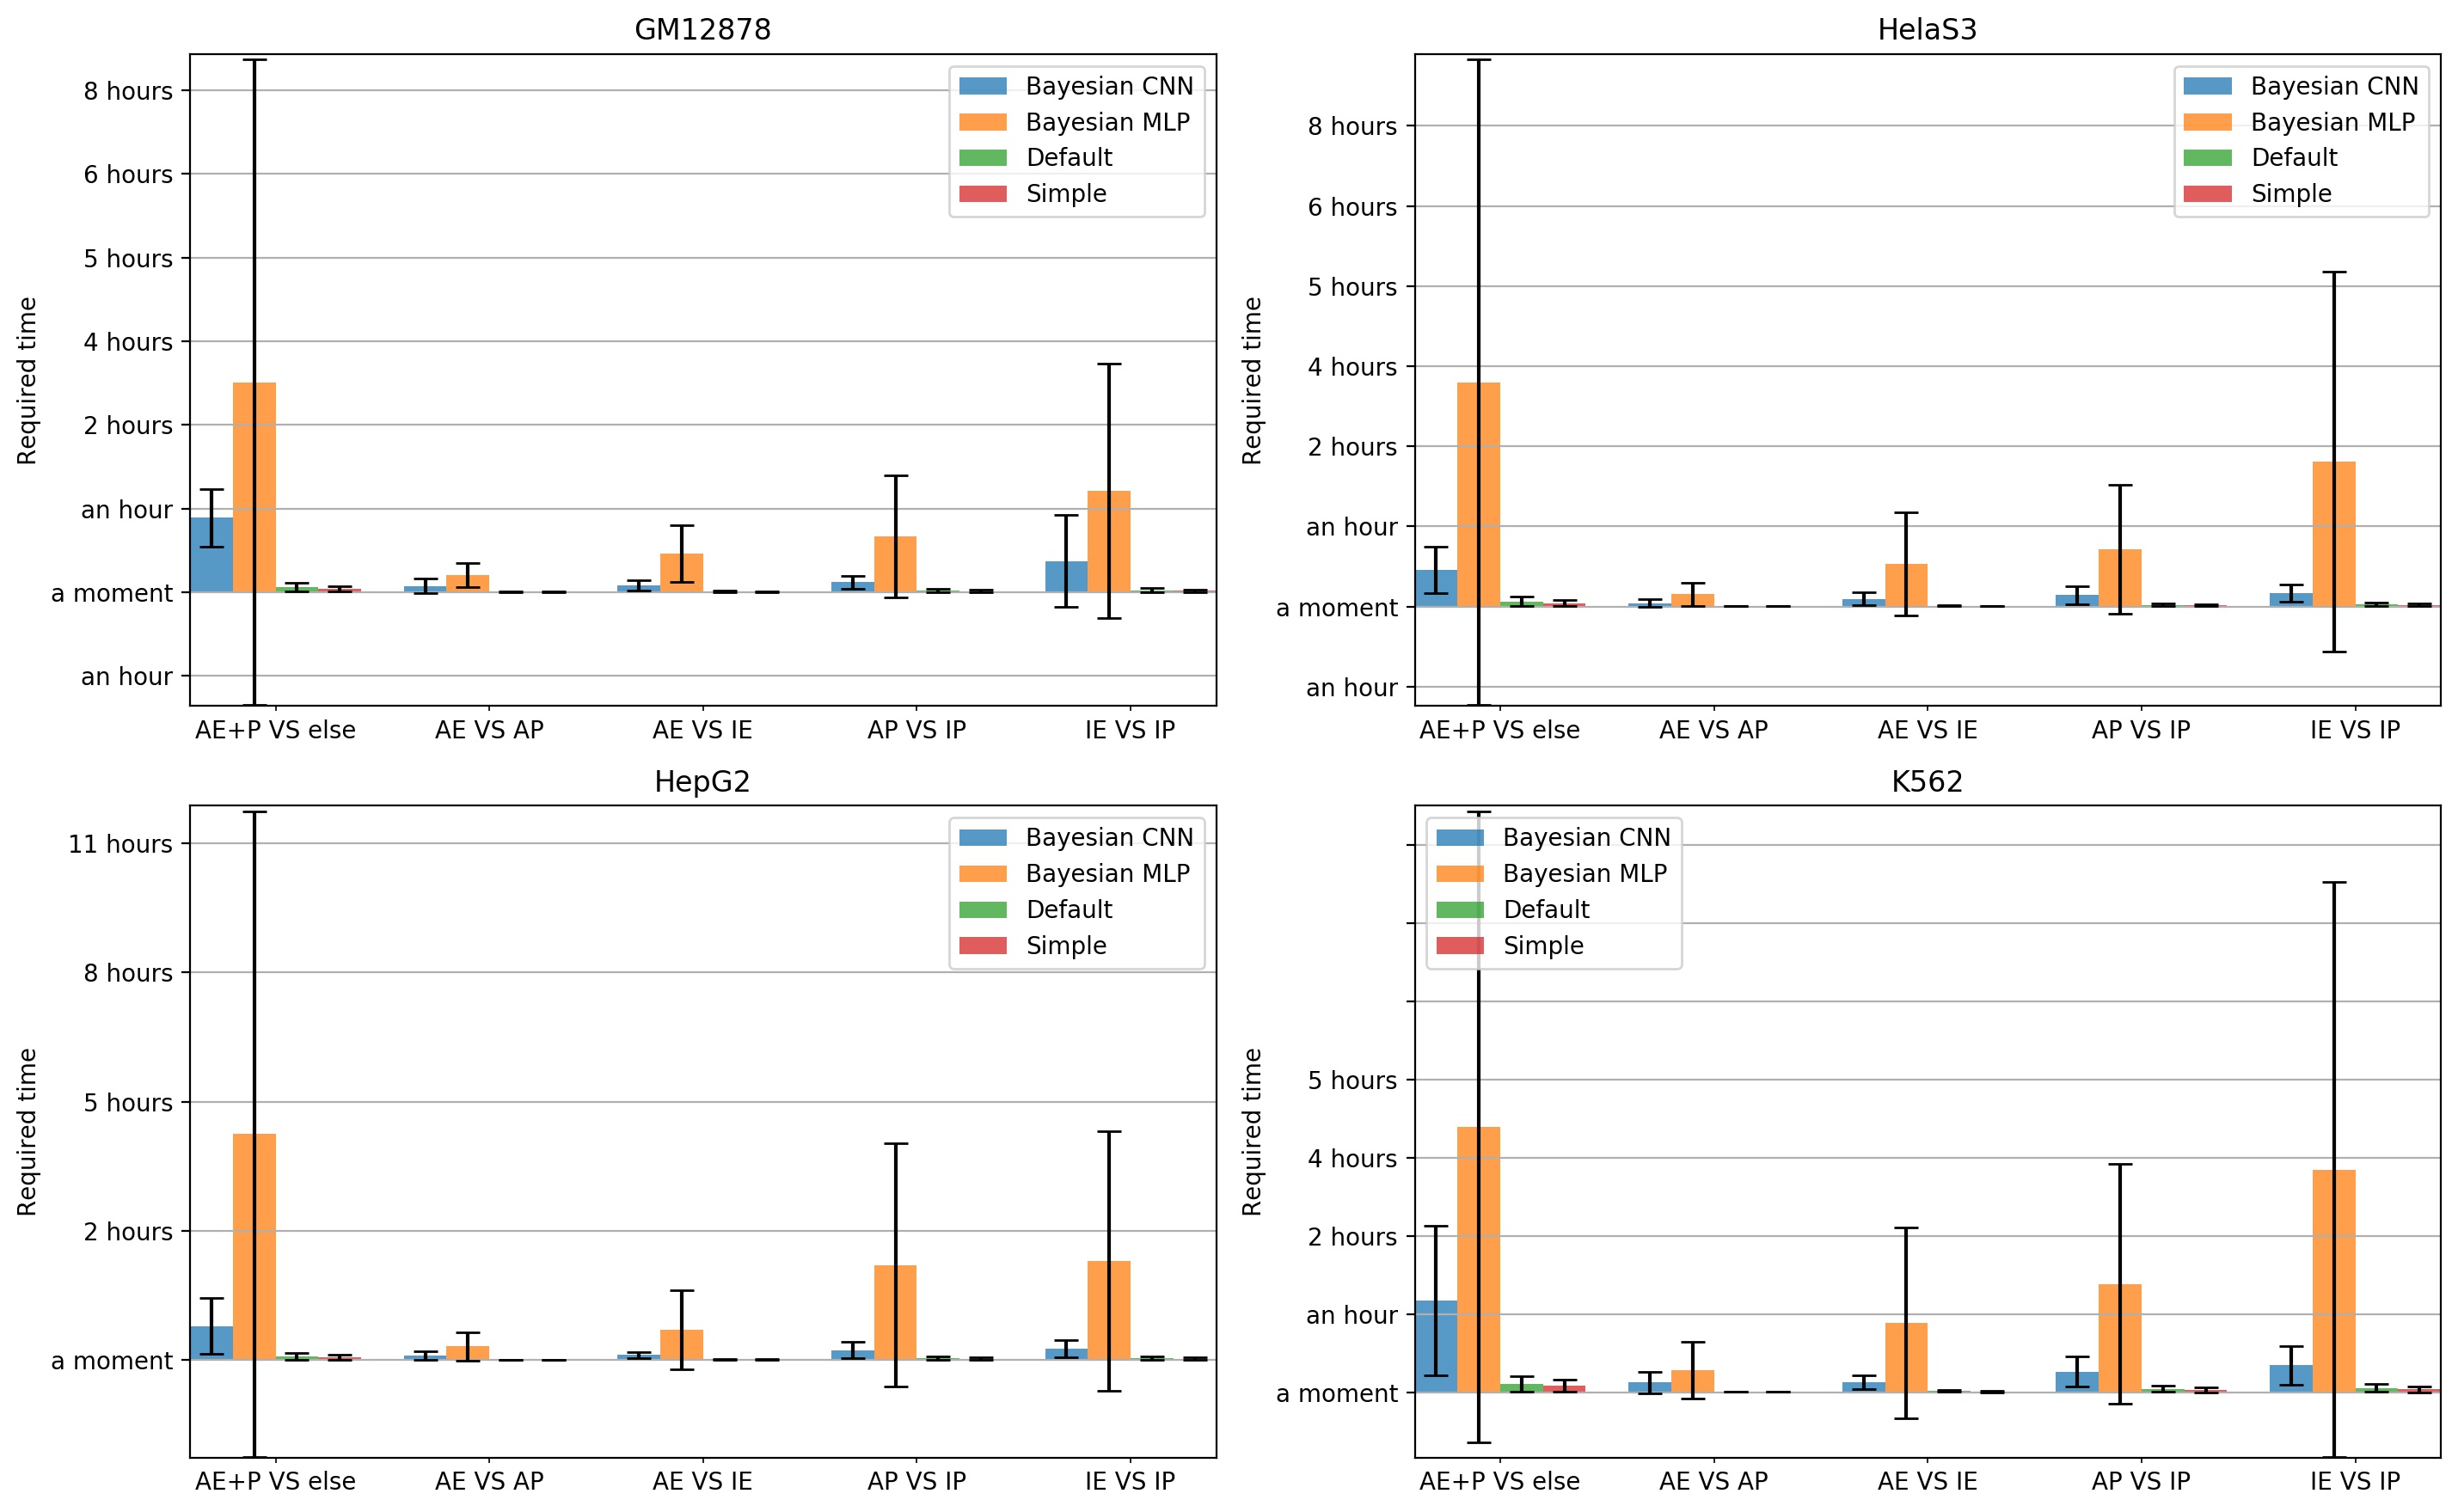 GM12878
Required time
8 hours
6 hours
5 hours
4 hours
2 hours
an hour
a moment
an hour
Bayesian CNN
Bayesian MLP
Default
Simple
AE+P VS else
AE VS AP
AE VS IE
AP VS IP
IE VS IP
HelaS3
Required time
8 hours
6 hours
5 hours
4 hours
2 hours
an hour
a moment
an hour
Bayesian CNN
Bayesian MLP
Default
Simple
AE+P VS else
AE VS AP
AE VS IE
AP VS IP
IE VS IP
HepG2
Required time
11 hours
8 hours
5 hours
2 hours
a moment
Bayesian CNN
Bayesian MLP
Default
Simple
AE+P VS else
AE VS AP
AE VS IE
AP VS IP
IE VS IP
K562
Required time
5 hours
4 hours
2 hours
an hour
a moment
Bayesian CNN
Bayesian MLP
Default
Simple
AE+P VS else
AE VS AP
AE VS IE
AP VS IP
IE VS IP